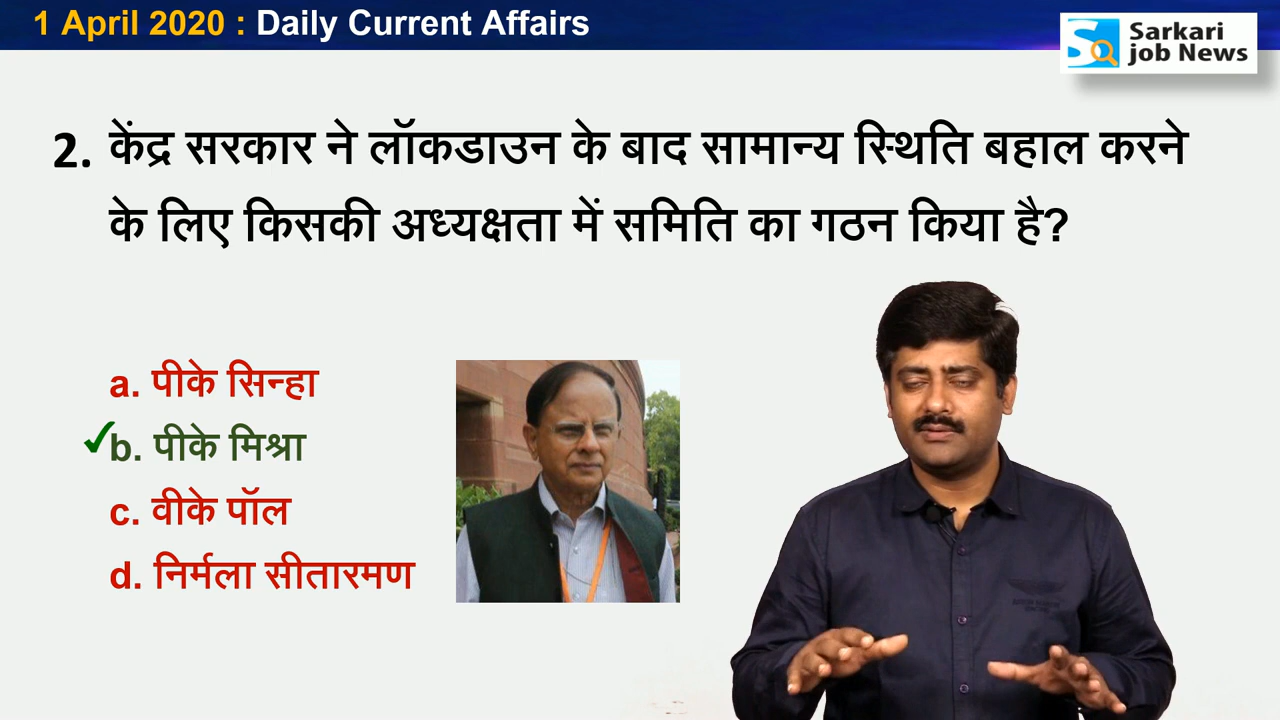 1 April 2020 : Daily Current Affairs
Sarkari
job News
2. केंद्र सरकार ने लॉकडाउन के बाद सामान्य स्थिति बहाल करने
के लिए किसकी अध्यक्षता में समिति का गठन किया है?
a. पीके सिन्हा
✓b. पीके मिश्रा
c. वीके पॉल
d. निर्मला सीतारमण